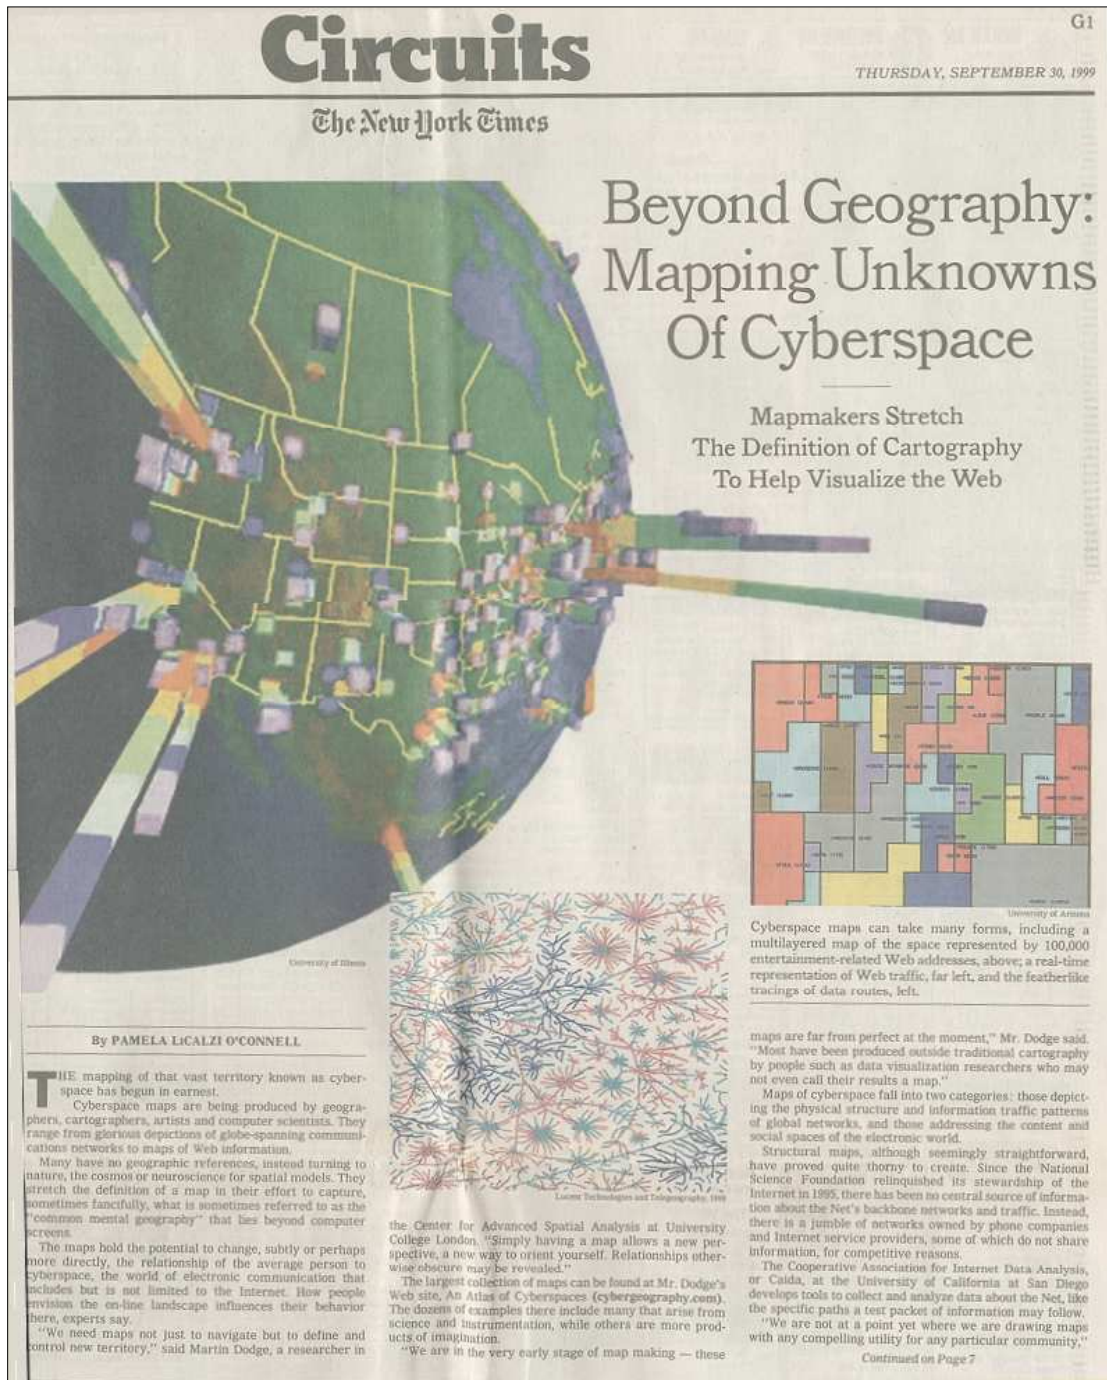 Circuits
G1
THURSDAY, SEPTEMBER 30, 1999
The New York Times
Beyond Geography:
Mapping Unknowns
Of Cyberspace
Mapmakers Stretch
The Definition of Cartography
To Help Visualize the Web
University of Illinois
University of Arizona
Cyberspace maps can take many forms, including a
multilayered map of the space represented by 100,000
entertainment-related Web addresses, above; a real-time
representation of Web traffic, far left, and the featherlike
tracings of data routes, left.
Lucent Technologies and Telegeography, 1999
By PAMELA LiCALZI O'CONNELL
THE mapping of that vast territory known as cyber-
space has begun in earnest.
Cyberspace maps are being produced by geogra-
phers, cartographers, artists and computer scientists. They
range from glorious depictions of globe-spanning communi-
cations networks to maps of Web information.
Many have no geographic references, instead turning to
nature, the cosmos or neuroscience for spatial models. They
stretch the definition of a map in their effort to capture,
sometimes fancifully, what is sometimes referred to as the
"common mental geography" that lies beyond computer
screens.
The maps hold the potential to change, subtly or perhaps
more directly, the relationship of the average person to
cyberspace, the world of electronic communication that
includes but is not limited to the Internet. How people
envision the on-line landscape influences their behavior
there, experts say.
"We need maps not just to navigate but to define and
control new territory," said Martin Dodge, a researcher in
the Center for Advanced Spatial Analysis at University
College London. "Simply having a map allows a new per-
spective, a new way to orient yourself. Relationships other-
wise obscure may be revealed."
The largest collection of maps can be found at Mr. Dodge's
Web site, An Atlas of Cyberspaces (cybergeography.com).
The dozens of examples there include many that arise from
science and instrumentation, while others are more prod-
ucts of imagination.
"We are in the very early stage of map making — these
maps are far from perfect at the moment," Mr. Dodge said.
"Most have been produced outside traditional cartography
by people such as data visualization researchers who may
not even call their results a map."
Maps of cyberspace fall into two categories: those depict-
ing the physical structure and information traffic patterns
of global networks, and those addressing the content and
social spaces of the electronic world.
Structural maps, although seemingly straightforward,
have proved quite thorny to create. Since the National
Science Foundation relinquished its stewardship of the
Internet in 1995, there has been no central source of informa-
tion about the Net's backbone networks and traffic. Instead,
there is a jumble of networks owned by phone companies
and Internet service providers, some of which do not share
information, for competitive reasons.
The Cooperative Association for Internet Data Analysis,
or Caida, at the University of California at San Diego
develops tools to collect and analyze data about the Net, like
the specific paths a test packet of information may follow.
"We are not at a point yet where we are drawing maps
with any compelling utility for any particular community,"
Continued on Page 7